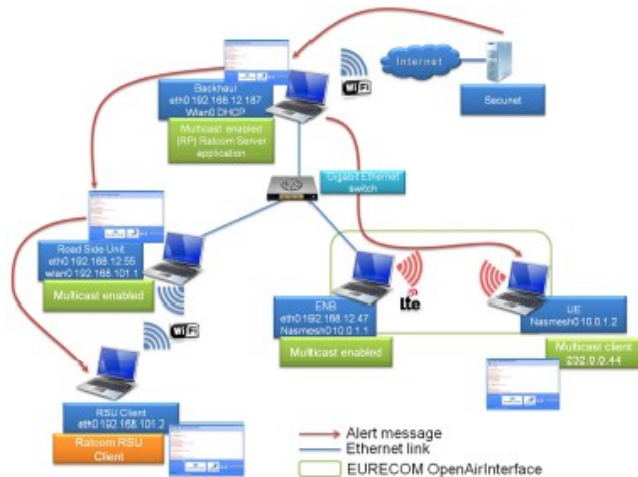 Backhaul
eth0 192.168.12.187
Wlan0 DHCP
Multicast enabled
(RP) Ratcom Server
application
WiFi
Internet
Secunet
Gigabit Ethernet
switch
Road Side Unit
eth0 192.168.12.55
wlan0 192.168.101.1
Multicast enabled
WiFi
Lte
ENB
eth0 192.168.12.47
Nasmesh0 10.0.1.1
Multicast enabled
UE
Nasmesh0 10.0.1.2
Multicast client
232.0.0.44
RSU Client
eth0 192.168.101.2
Ratcom RSU
Client
Alert message
Ethernet link
EURECOM OpenAirInterface